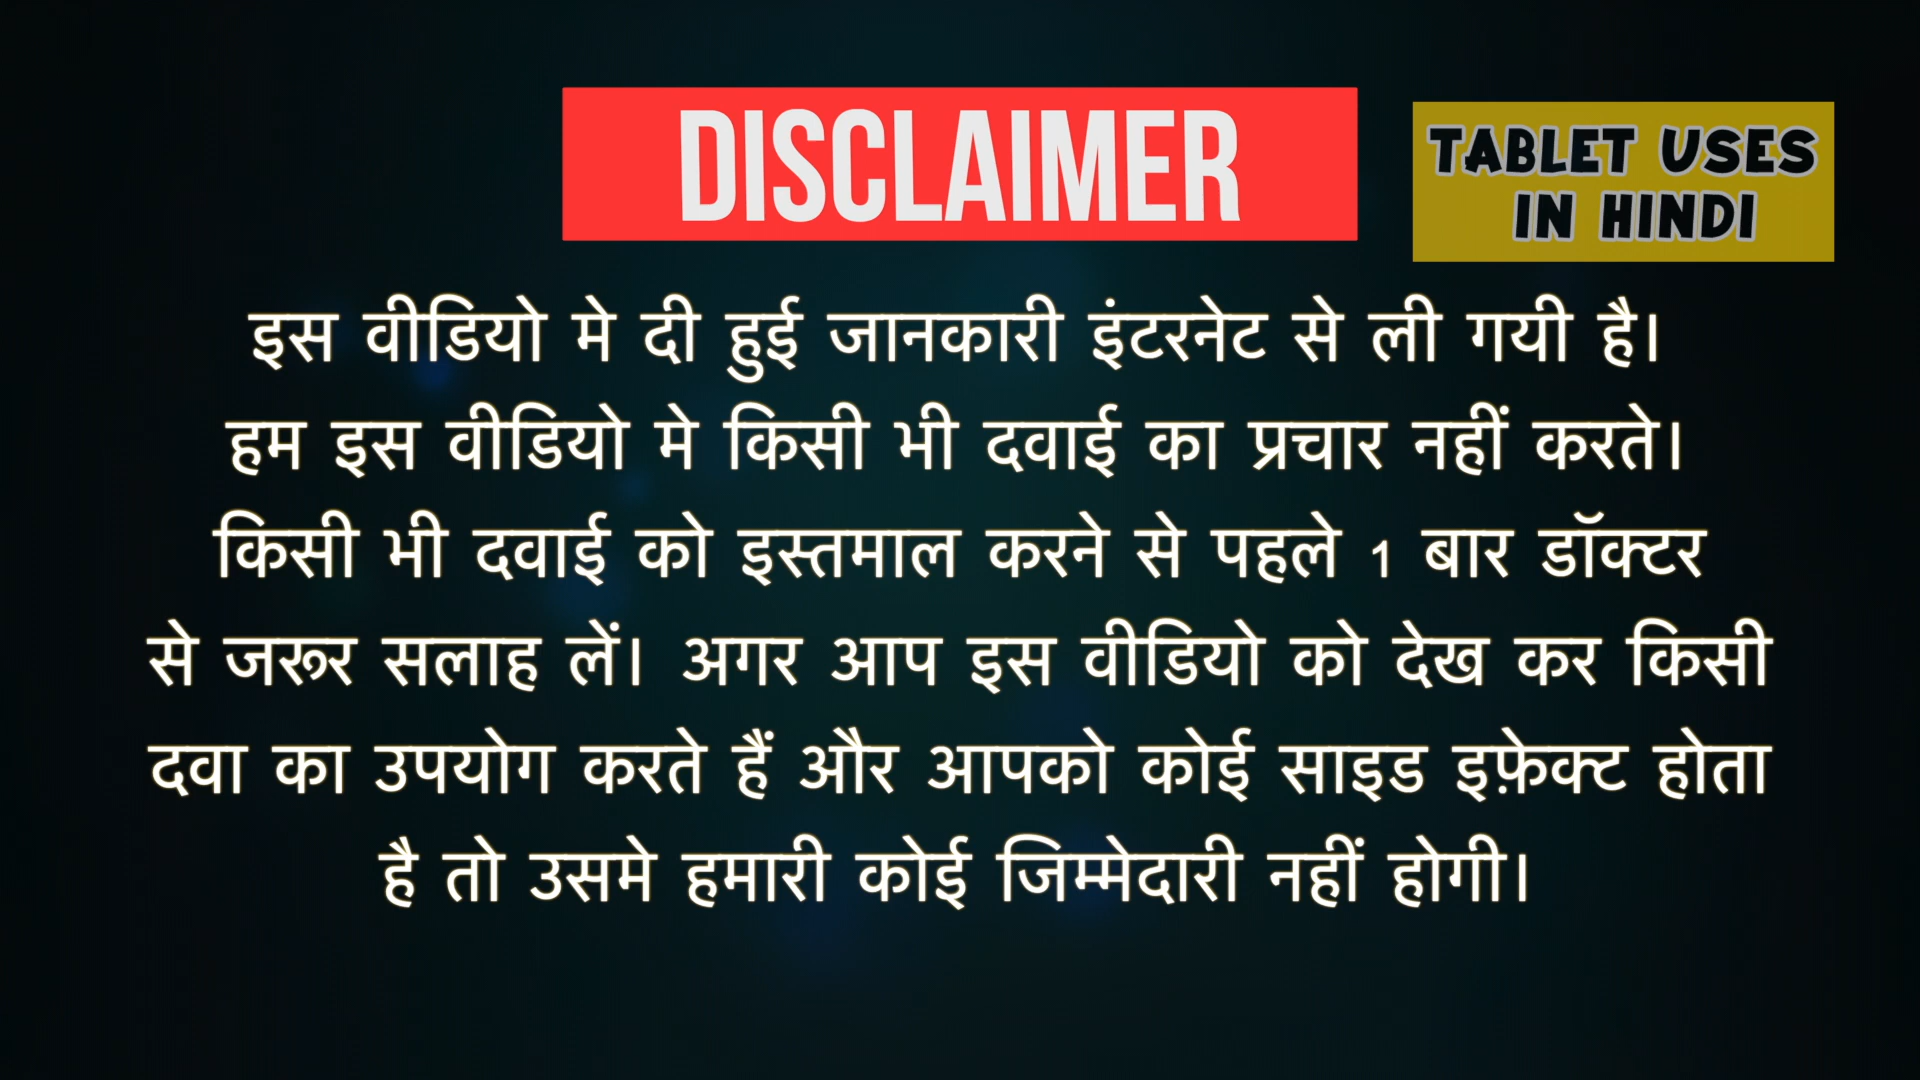 DISCLAIMER
TABLET USES
IN HINDI
इस वीडियो मे दी हुई जानकारी इंटरनेट से ली गयी है।
हम इस वीडियो मे किसी भी दवाई का प्रचार नहीं करते।
किसी भी दवाई को इस्तमाल करने से पहले 1 बार डॉक्टर
से जरूर सलाह लें। अगर आप इस वीडियो को देख कर किसी
दवा का उपयोग करते हैं और आपको कोई साइड इफ़ेक्ट होता
है तो उसमे हमारी कोई जिम्मेदारी नहीं होगी।